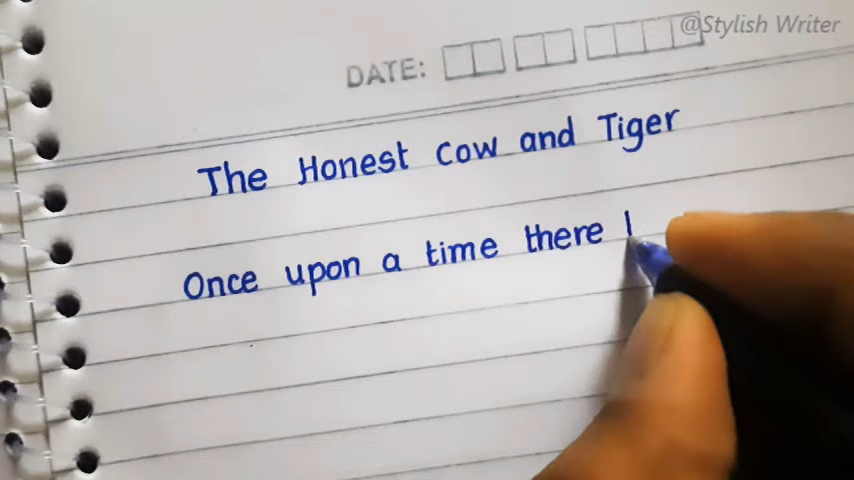 @Stylish Writer
DATE:
The Honest Cow and Tiger
Once upon a time there l